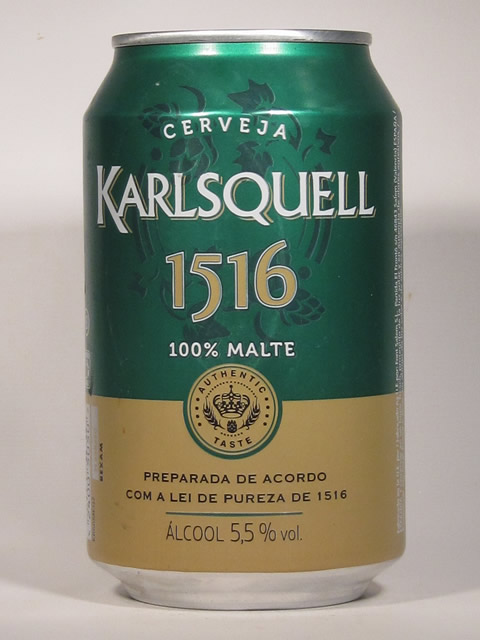 CERVEJA
KARLSQUELL
1516
100% MALTE
AUTHENTIC
TASTE
PREPARADA DE ACORDO
COM A LEI DE PUREZA DE 1516
ÁLCOOL 5,5% vol.
REXAM